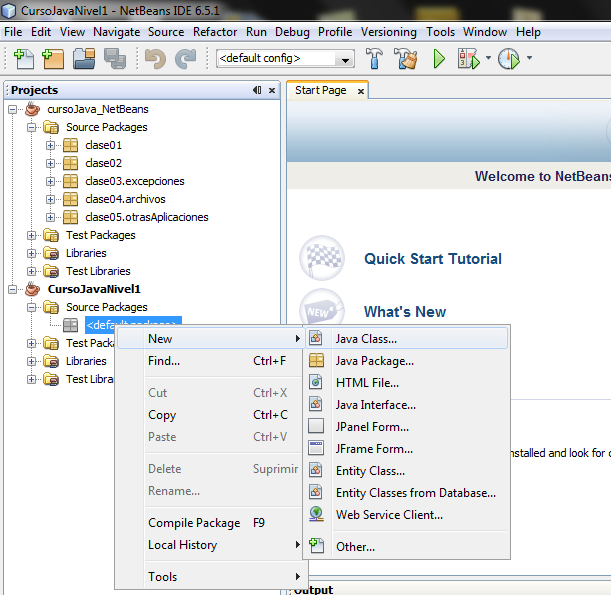 CursoJavaNivel1 - NetBeans IDE 6.5.1
File Edit View Navigate Source Refactor Run Debug Profile Versioning Tools Window Help
<default config>
Projects
Start Page
cursoJava_NetBeans
Source Packages
clase01
clase02
clase03.excepciones
clase04.archivos
clase05.otrasAplicaciones
Test Packages
Libraries
Test Libraries
CursoJavaNivel1
Source Packages
<default package>
Test Packa
Libraries
Test Libra
Welcome to NetBeans
Quick Start Tutorial
What's New
NEW
nstalled and look for
New
Find... Ctrl+F
Cut Ctrl+X
Copy Ctrl+C
Paste Ctrl+V
Delete Suprimir
Rename...
Compile Package F9
Local History
Tools
Java Class...
Java Package...
HTML File...
Java Interface...
JPanel Form...
JFrame Form...
Entity Class...
Entity Classes from Database...
Web Service Client...
Other...
Output